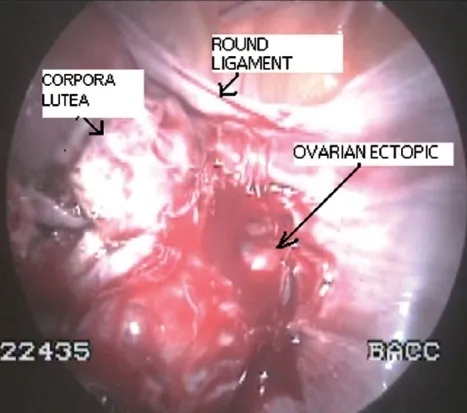 ROUND
LIGAMENT
CORPORA
LUTEA
OVARIAN ECTOPIC
22435
BACC